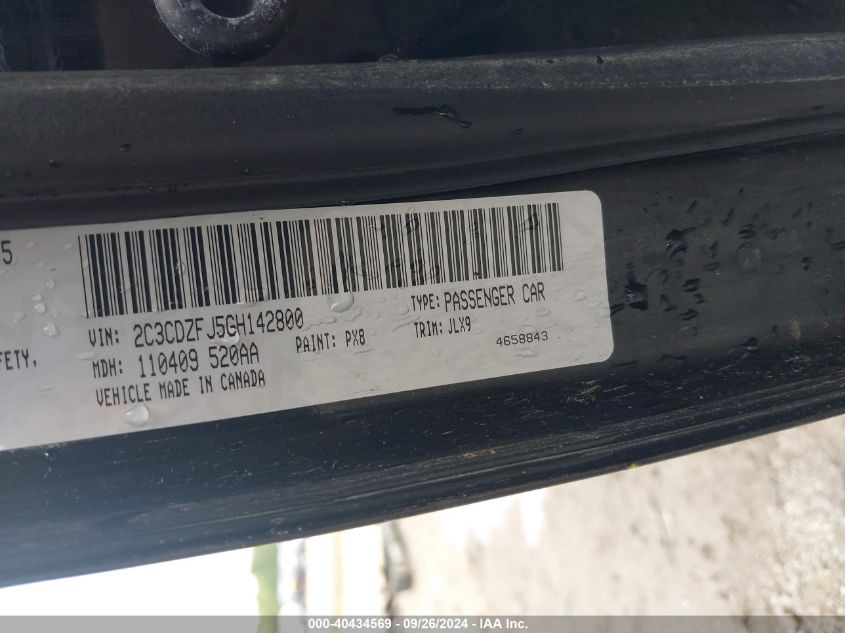 5
FETY,
VIN: 2C3CDZFJ5GH142800
TYPE: PASSENGER CAR
MDH: 110409 520AA
PAINT: PX8
TRIM: JLX9
VEHICLE MADE IN CANADA
4658843
000-40434569 - 09/26/2024 - IAA Inc.